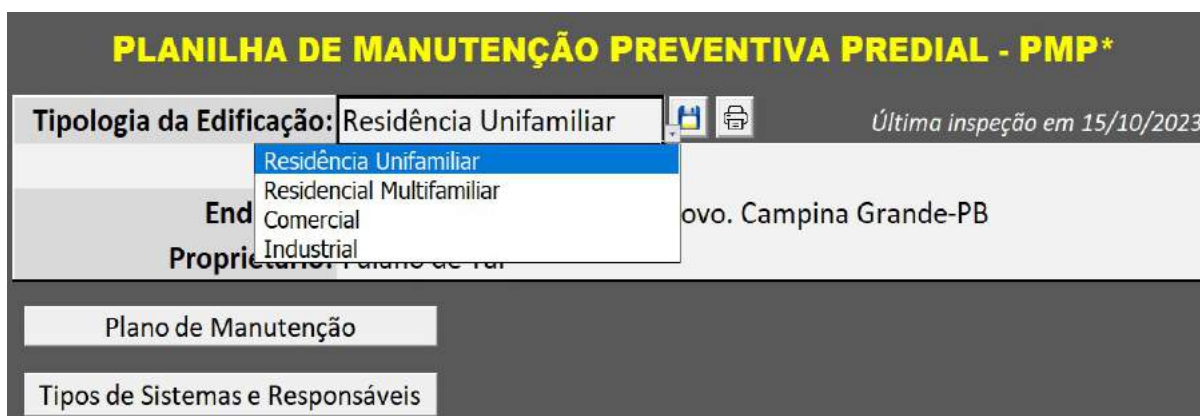 PLANILHA DE MANUTENÇÃO PREVENTIVA PREDIAL - PMP*
Tipologia da Edificação: Residência Unifamiliar
Última inspeção em 15/10/2023
Residência Unifamiliar
Residencial Multifamiliar
Comercial
Industrial
Campina Grande-PB
Plano de Manutenção
Tipos de Sistemas e Responsáveis